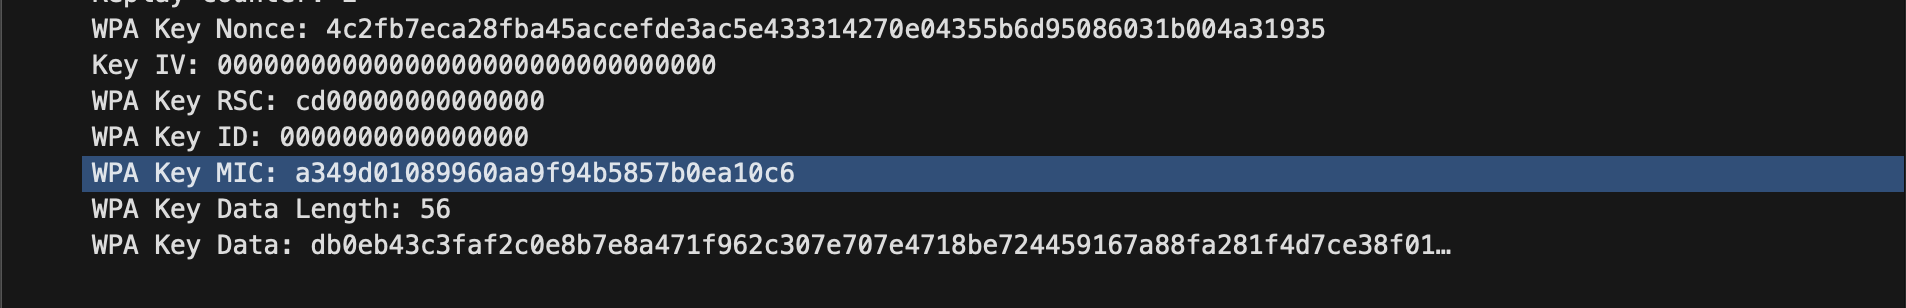 WPA Key Nonce: 4c2fb7eca28fba45accefde3ac5e433314270e04355b6d95086031b004a31935
Key IV: 00000000000000000000000000000000
WPA Key RSC: cd00000000000000
WPA Key ID: 0000000000000000
WPA Key MIC: a349d01089960aa9f94b5857b0ea10c6
WPA Key Data Length: 56
WPA Key Data: db0eb43c3faf2c0e8b7e8a471f962c307e707e4718be724459167a88fa281f4d7ce38f01…